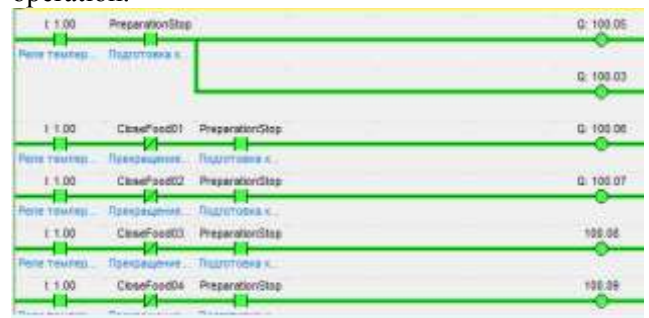 operation.
I: 1.00 PreparationStop Q: 100.05
Реле темпер... Подготовка к...
Q: 100.03
I: 1.00 CloseFood01 PreparationStop Q: 100.06
Реле темпер... Прекращение... Подготовка к...
I: 1.00 CloseFood02 PreparationStop Q: 100.07
Реле темпер... Прекращение... Подготовка к...
I: 1.00 CloseFood03 PreparationStop 100.08
Реле темпер... Прекращение... Подготовка к...
I: 1.00 CloseFood04 PreparationStop 100.09